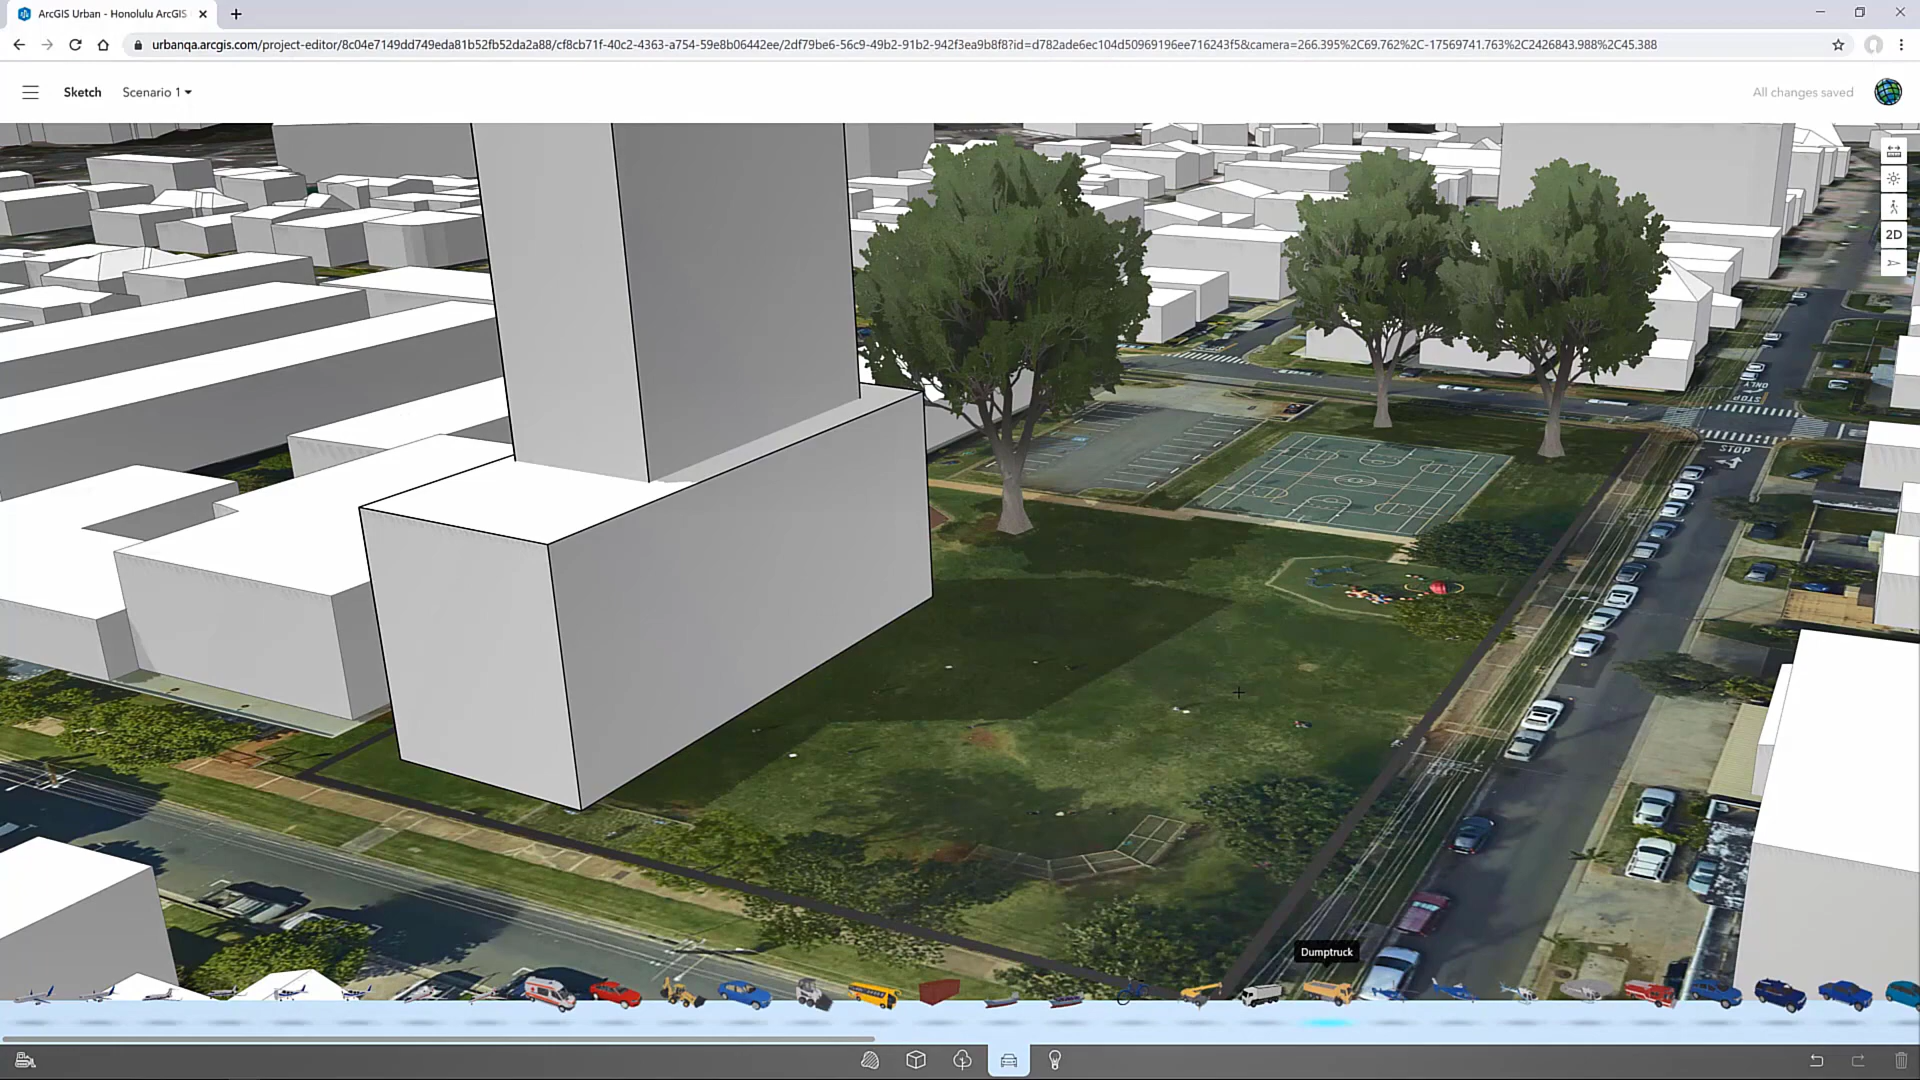 ArcGIS Urban - Honolulu ArcGIS
urbanqa.arcgis.com/project-editor/8c04e7149dd749eda81b52fb52da2a88/cf8cb71f-40c2-4363-a754-59e8b06442ee/2df79be6-56c9-49b2-91b2-942f3ea9b8f8?id=d782ade6ec104d50969196ee716243f5&camera=266.395%2C69.762%2C-17569741.763%2C2426843.988%2C45.388
Sketch
Scenario 1
All changes saved
2D
ONLY
STOP
STOP
Dumptruck